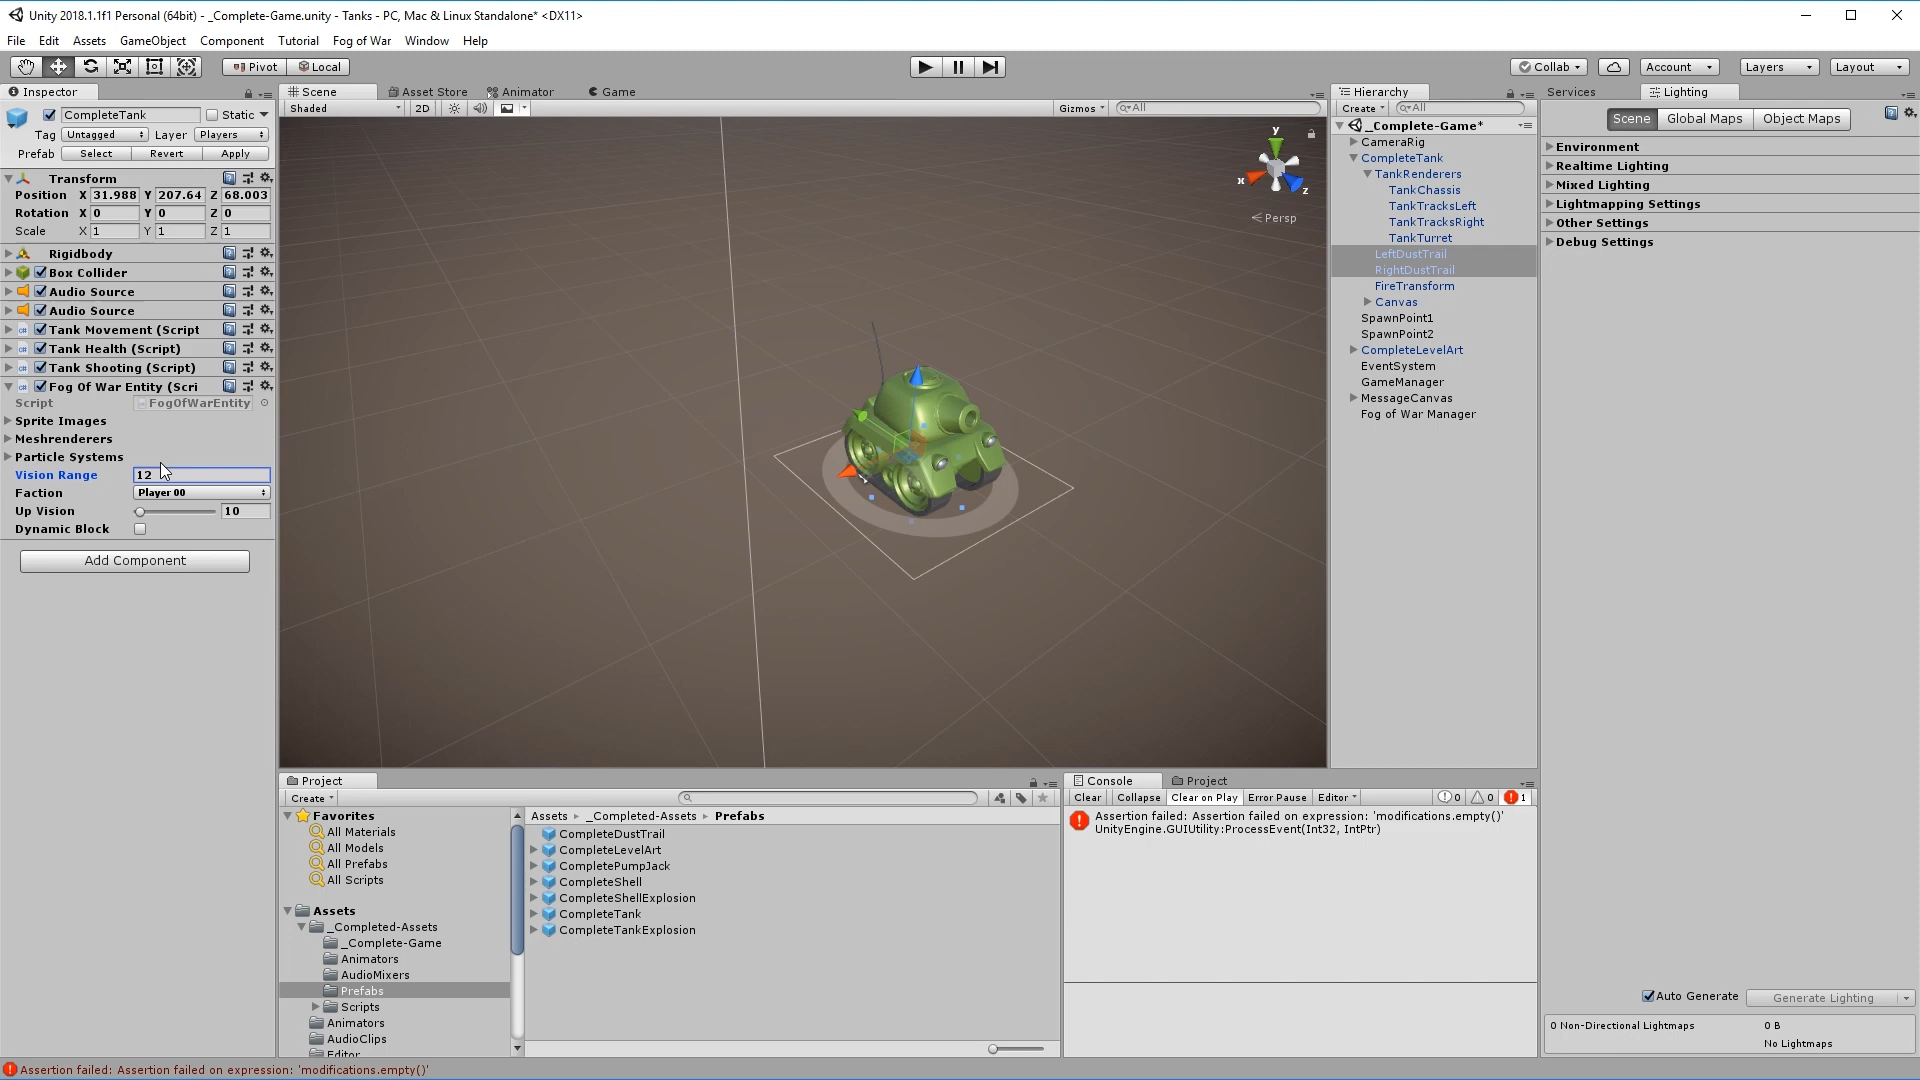 Unity 2018.1.1f1 Personal (64bit) - _Complete-Game.unity - Tanks - PC, Mac & Linux Standalone* <DX11>
File Edit Assets GameObject Component Tutorial Fog of War Window Help
Pivot Local Collab Account Layers Layout
Inspector
CompleteTank Static
Tag Untagged Layer Players
Prefab Select Revert Apply
Transform
Position X 31.988 Y 207.64 Z 68.003
Rotation X 0 Y 0 Z 0
Scale X 1 Y 1 Z 1
Rigidbody
Box Collider
Audio Source
Audio Source
Tank Movement (Script
Tank Health (Script)
Tank Shooting (Script)
Fog Of War Entity (Scri
Script FogOfWarEntity
Sprite Images
Meshrenderers
Particle Systems
Vision Range 12
Faction Player 00
Up Vision 10
Dynamic Block
Add Component
Scene Asset Store Animator Game
Shaded 2D Gizmos All
y
x
z
Persp
Hierarchy
Create All
_Complete-Game*
CameraRig
CompleteTank
TankRenderers
TankChassis
TankTracksLeft
TankTracksRight
TankTurret
LeftDustTrail
RightDustTrail
FireTransform
Canvas
SpawnPoint1
SpawnPoint2
CompleteLevelArt
EventSystem
GameManager
MessageCanvas
Fog of War Manager
Services Lighting
Scene Global Maps Object Maps
Environment
Realtime Lighting
Mixed Lighting
Lightmapping Settings
Other Settings
Debug Settings
Auto Generate Generate Lighting
0 Non-Directional Lightmaps 0 B
No Lightmaps
Project
Create
Favorites
All Materials
All Models
All Prefabs
All Scripts
Assets
_Completed-Assets
_Complete-Game
Animators
AudioMixers
Prefabs
Scripts
Animators
AudioClips
Editor
Assets _Completed-Assets Prefabs
CompleteDustTrail
CompleteLevelArt
CompletePumpJack
CompleteShell
CompleteShellExplosion
CompleteTank
CompleteTankExplosion
Console Project
Clear Collapse Clear on Play Error Pause Editor 0 0 1
Assertion failed: Assertion failed on expression: 'modifications.empty()'
UnityEngine.GUIUtility:ProcessEvent(Int32, IntPtr)
Assertion failed: Assertion failed on expression: 'modifications.empty()'